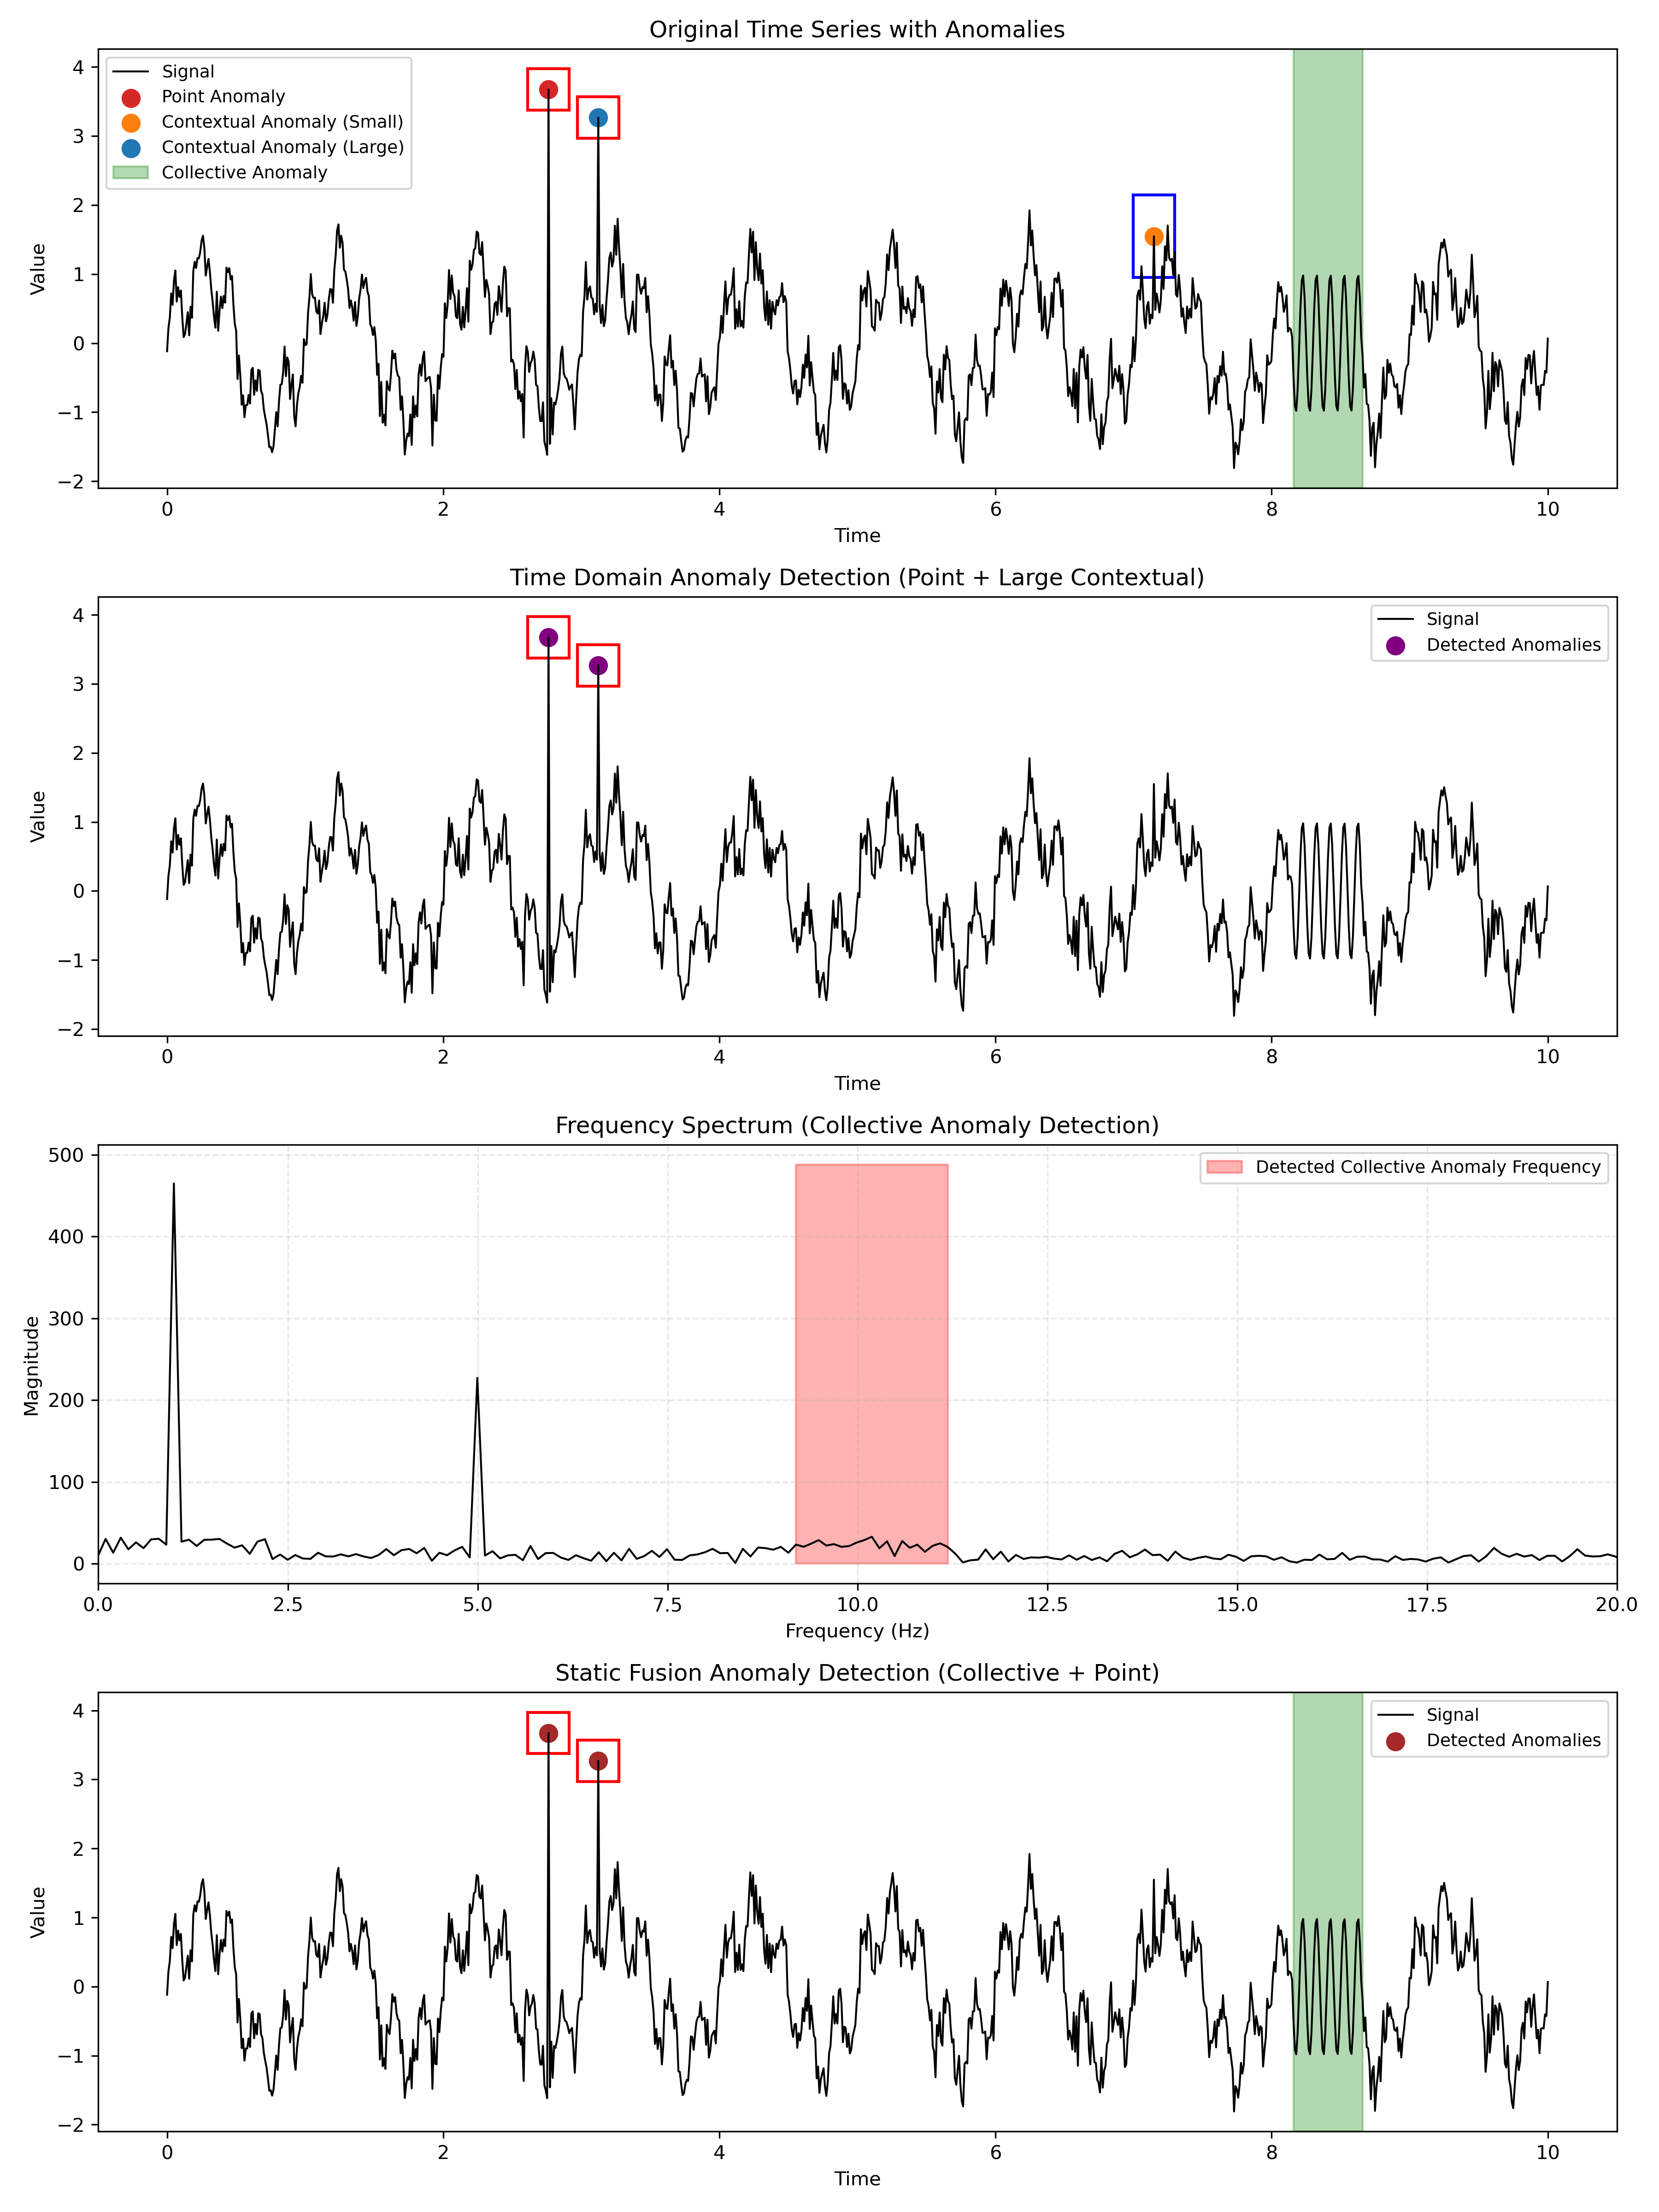 Original Time Series with Anomalies
4
3
2
1
0
−1
−2
Value
Signal
Point Anomaly
Contextual Anomaly (Small)
Contextual Anomaly (Large)
Collective Anomaly
0 2 4 6 8 10
Time
Time Domain Anomaly Detection (Point + Large Contextual)
4
3
2
1
0
−1
−2
Value
Signal
Detected Anomalies
0 2 4 6 8 10
Time
Frequency Spectrum (Collective Anomaly Detection)
500
400
300
200
100
0
Magnitude
Detected Collective Anomaly Frequency
0.0 2.5 5.0 7.5 10.0 12.5 15.0 17.5 20.0
Frequency (Hz)
Static Fusion Anomaly Detection (Collective + Point)
4
3
2
1
0
−1
−2
Value
Signal
Detected Anomalies
0 2 4 6 8 10
Time